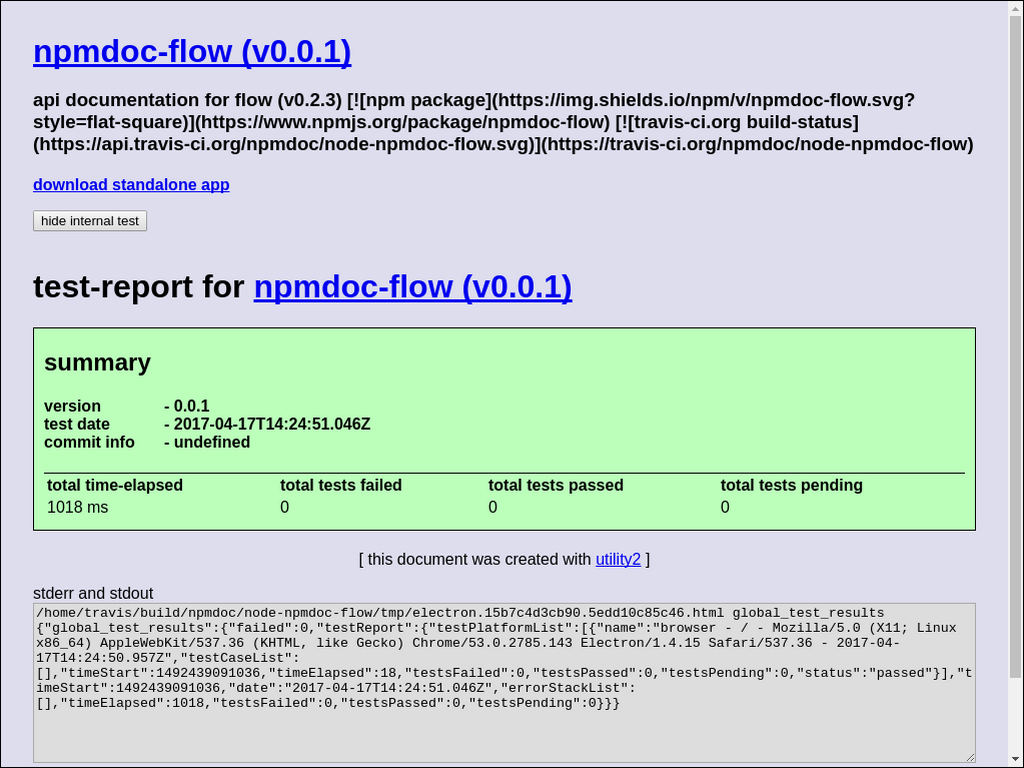 npmdoc-flow (v0.0.1)
api documentation for flow (v0.2.3) [![npm package](https://img.shields.io/npm/v/npmdoc-flow.svg?
style=flat-square)](https://www.npmjs.org/package/npmdoc-flow) [![travis-ci.org build-status]
(https://api.travis-ci.org/npmdoc/node-npmdoc-flow.svg)](https://travis-ci.org/npmdoc/node-npmdoc-flow)
download standalone app
hide internal test
test-report for npmdoc-flow (v0.0.1)
summary
version - 0.0.1
test date - 2017-04-17T14:24:51.046Z
commit info - undefined
total time-elapsed total tests failed total tests passed total tests pending
1018 ms 0 0 0
[ this document was created with utility2 ]
stderr and stdout
/home/travis/build/npmdoc/node-npmdoc-flow/tmp/electron.15b7c4d3cb90.5edd10c85c46.html global_test_results
{"global_test_results":{"failed":0,"testReport":{"testPlatformList":[{"name":"browser - / - Mozilla/5.0 (X11; Linux
x86_64) AppleWebKit/537.36 (KHTML, like Gecko) Chrome/53.0.2785.143 Electron/1.4.15 Safari/537.36 - 2017-04-
17T14:24:50.957Z","testCaseList":
[],"timeStart":1492439091036,"timeElapsed":18,"testsFailed":0,"testsPassed":0,"testsPending":0,"status":"passed"}],"t
imeStart":1492439091036,"date":"2017-04-17T14:24:51.046Z","errorStackList":
[],"timeElapsed":1018,"testsFailed":0,"testsPassed":0,"testsPending":0}}}